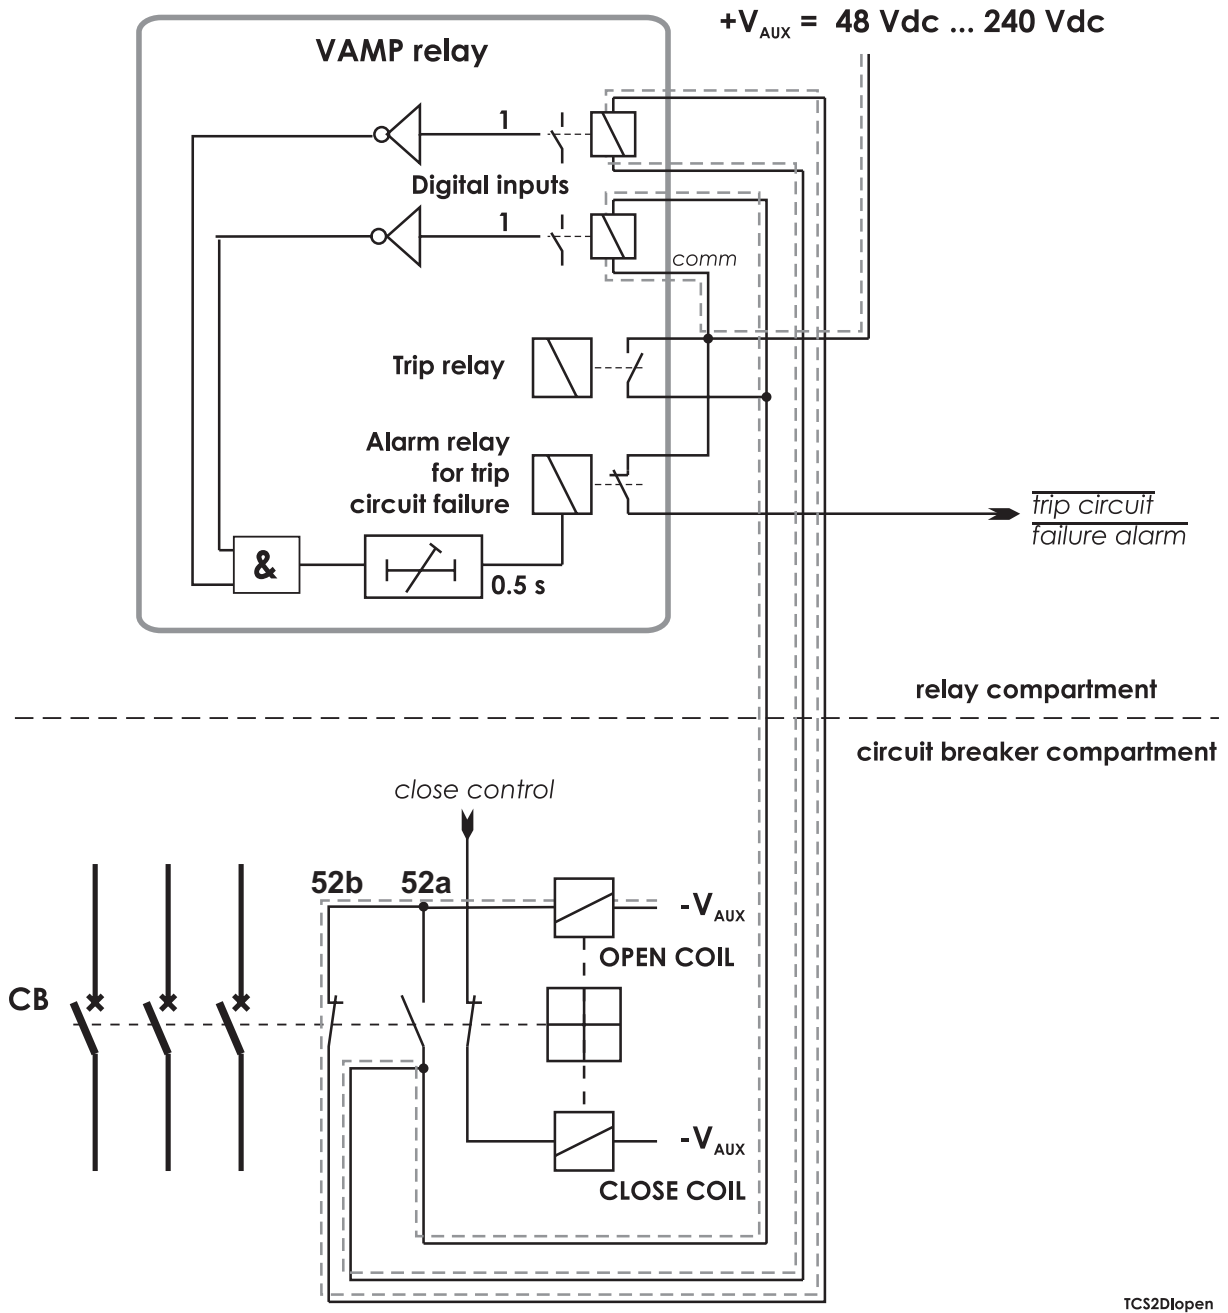 +VAUX = 48 Vdc ... 240 Vdc
VAMP relay
1
Digital inputs
1
comm
Trip relay
Alarm relay
for trip
circuit failure
trip circuit
failure alarm
&
0.5 s
relay compartment
circuit breaker compartment
close control
52b 52a
-VAUX
OPEN COIL
CB
-VAUX
CLOSE COIL
TCS2DIopen